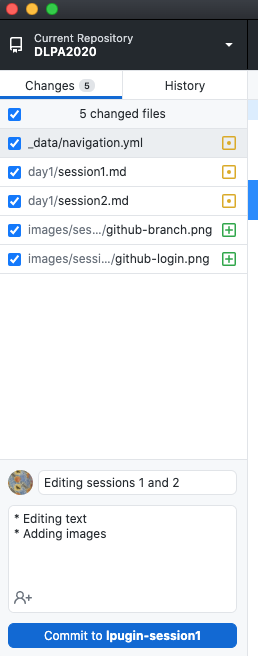 Current Repository
DLPA2020
Changes 5
History
5 changed files
_data/navigation.yml
day1/session1.md
day1/session2.md
images/ses.../github-branch.png
images/sessi.../github-login.png
Editing sessions 1 and 2
* Editing text
* Adding images
Commit to lpugin-session1